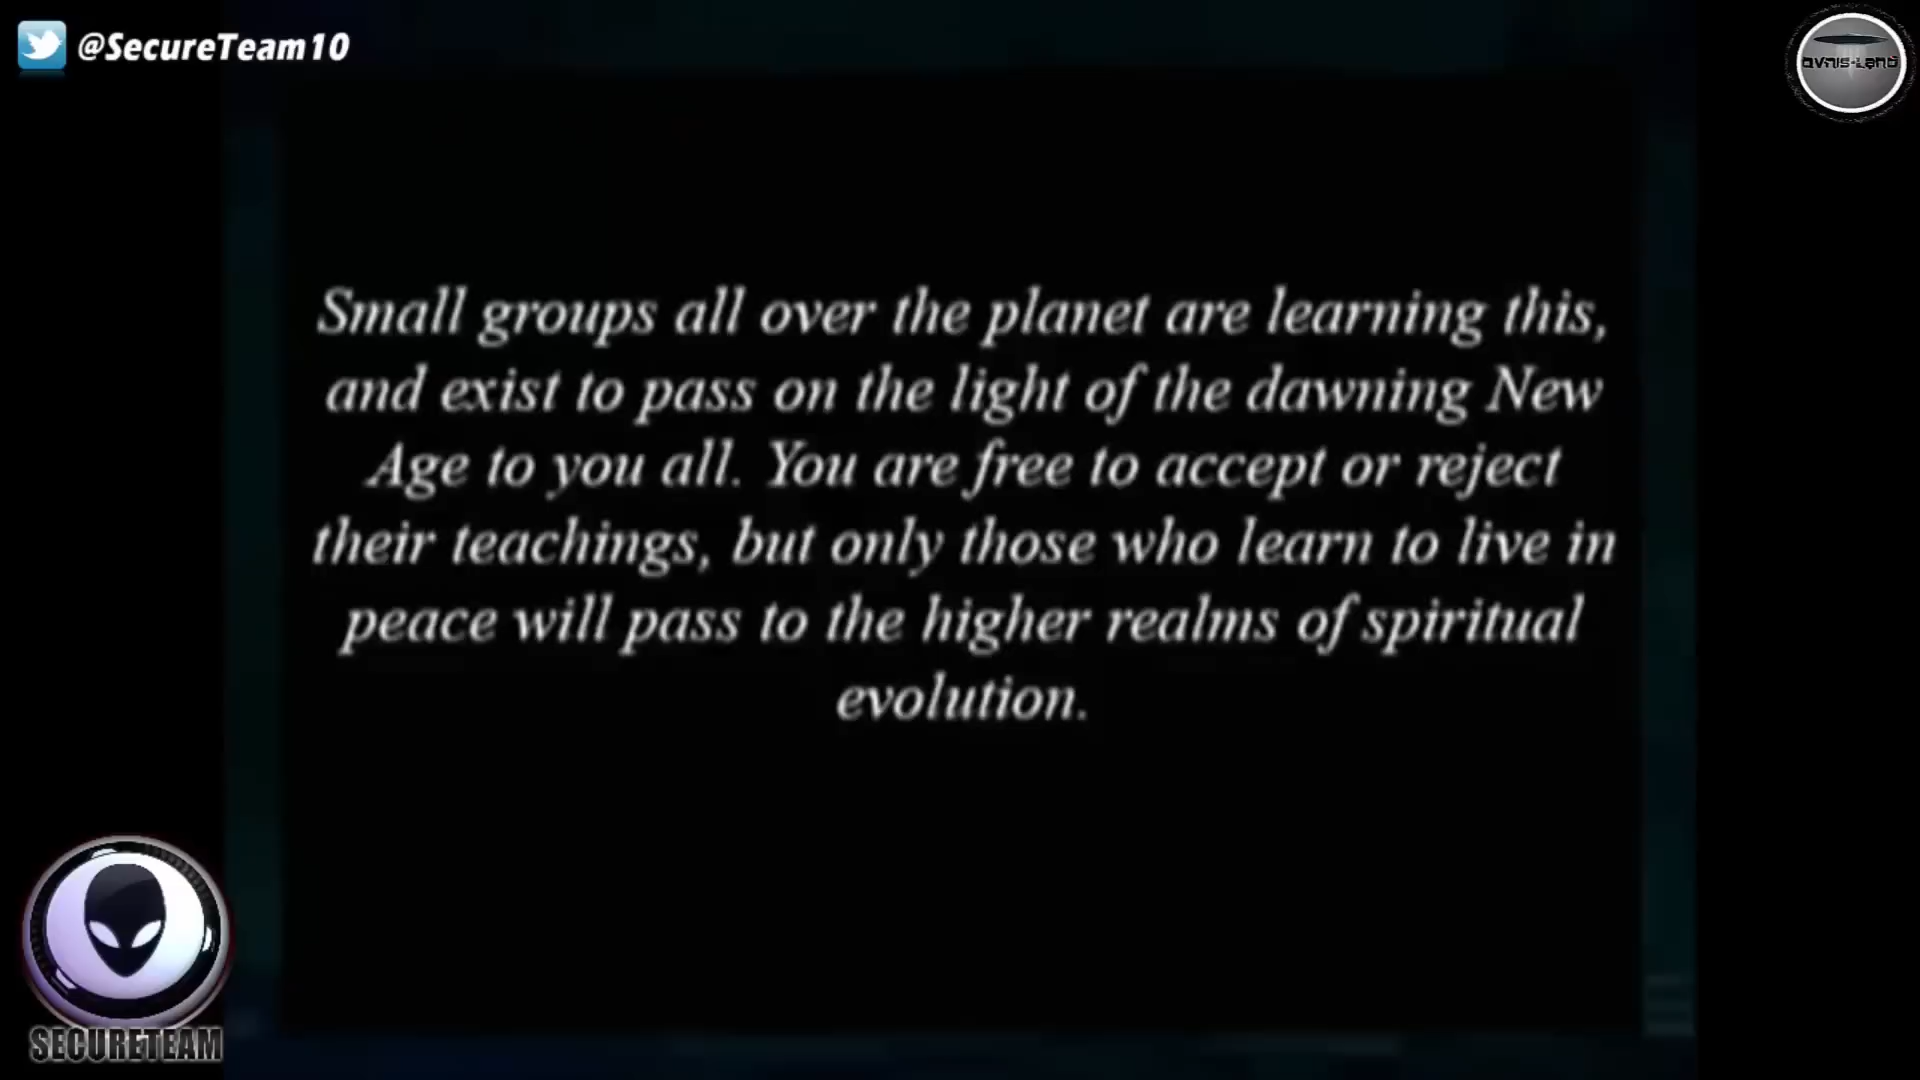 @SecureTeam10
OVNIS-LAND
Small groups all over the planet are learning this,
and exist to pass on the light of the dawning New
Age to you all. You are free to accept or reject
their teachings, but only those who learn to live in
peace will pass to the higher realms of spiritual
evolution.
SECURETEAM